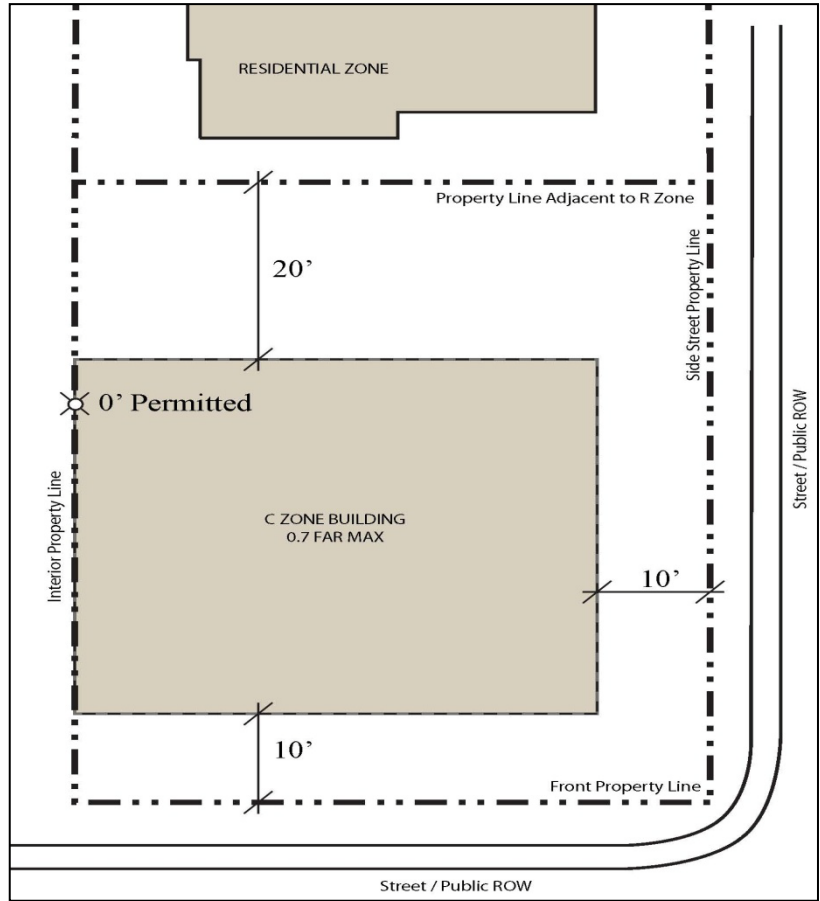 RESIDENTIAL ZONE
Property Line Adjacent to R Zone
20’
Side Street Property Line
Street / Public ROW
0’ Permitted
Interior Property Line
C ZONE BUILDING
0.7 FAR MAX
10’
10’
Front Property Line
Street / Public ROW